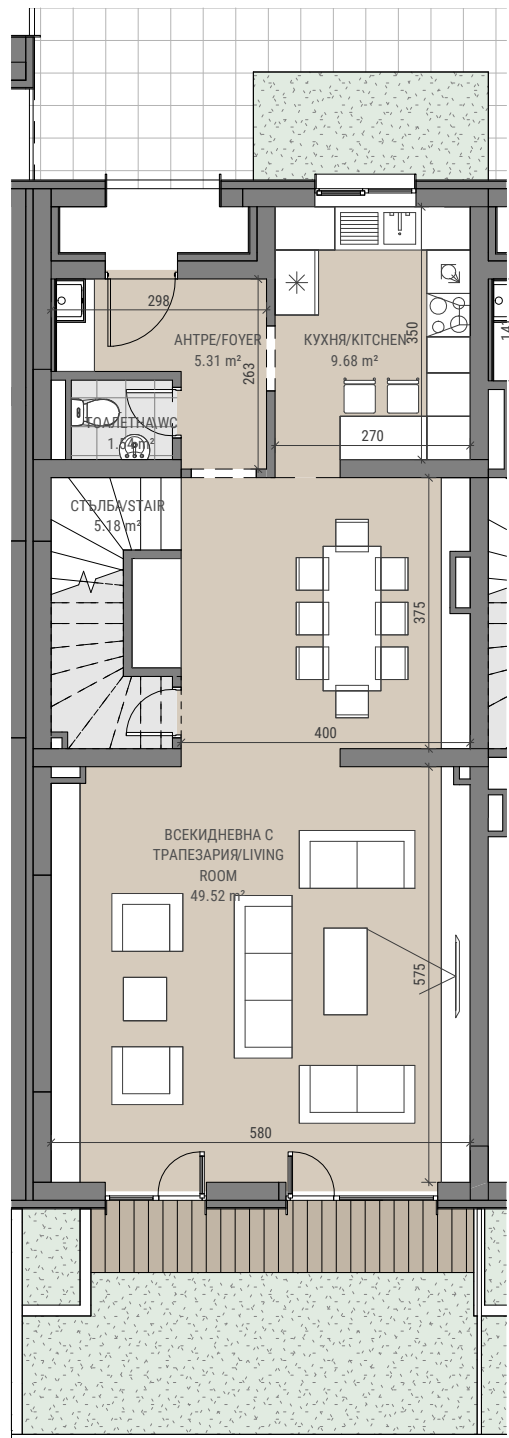 298
АНТРЕ/FOYER
5.31 m²
263
КУХНЯ/KITCHEN
9.68 m²
350
270
ТОАЛЕТНА,WC
СТЪЛБА/STAIR
5.18 m²
375
400
ВСЕКИДНЕВНА С
ТРАПЕЗАРИЯ/LIVING
ROOM
49.52 m²
575
580